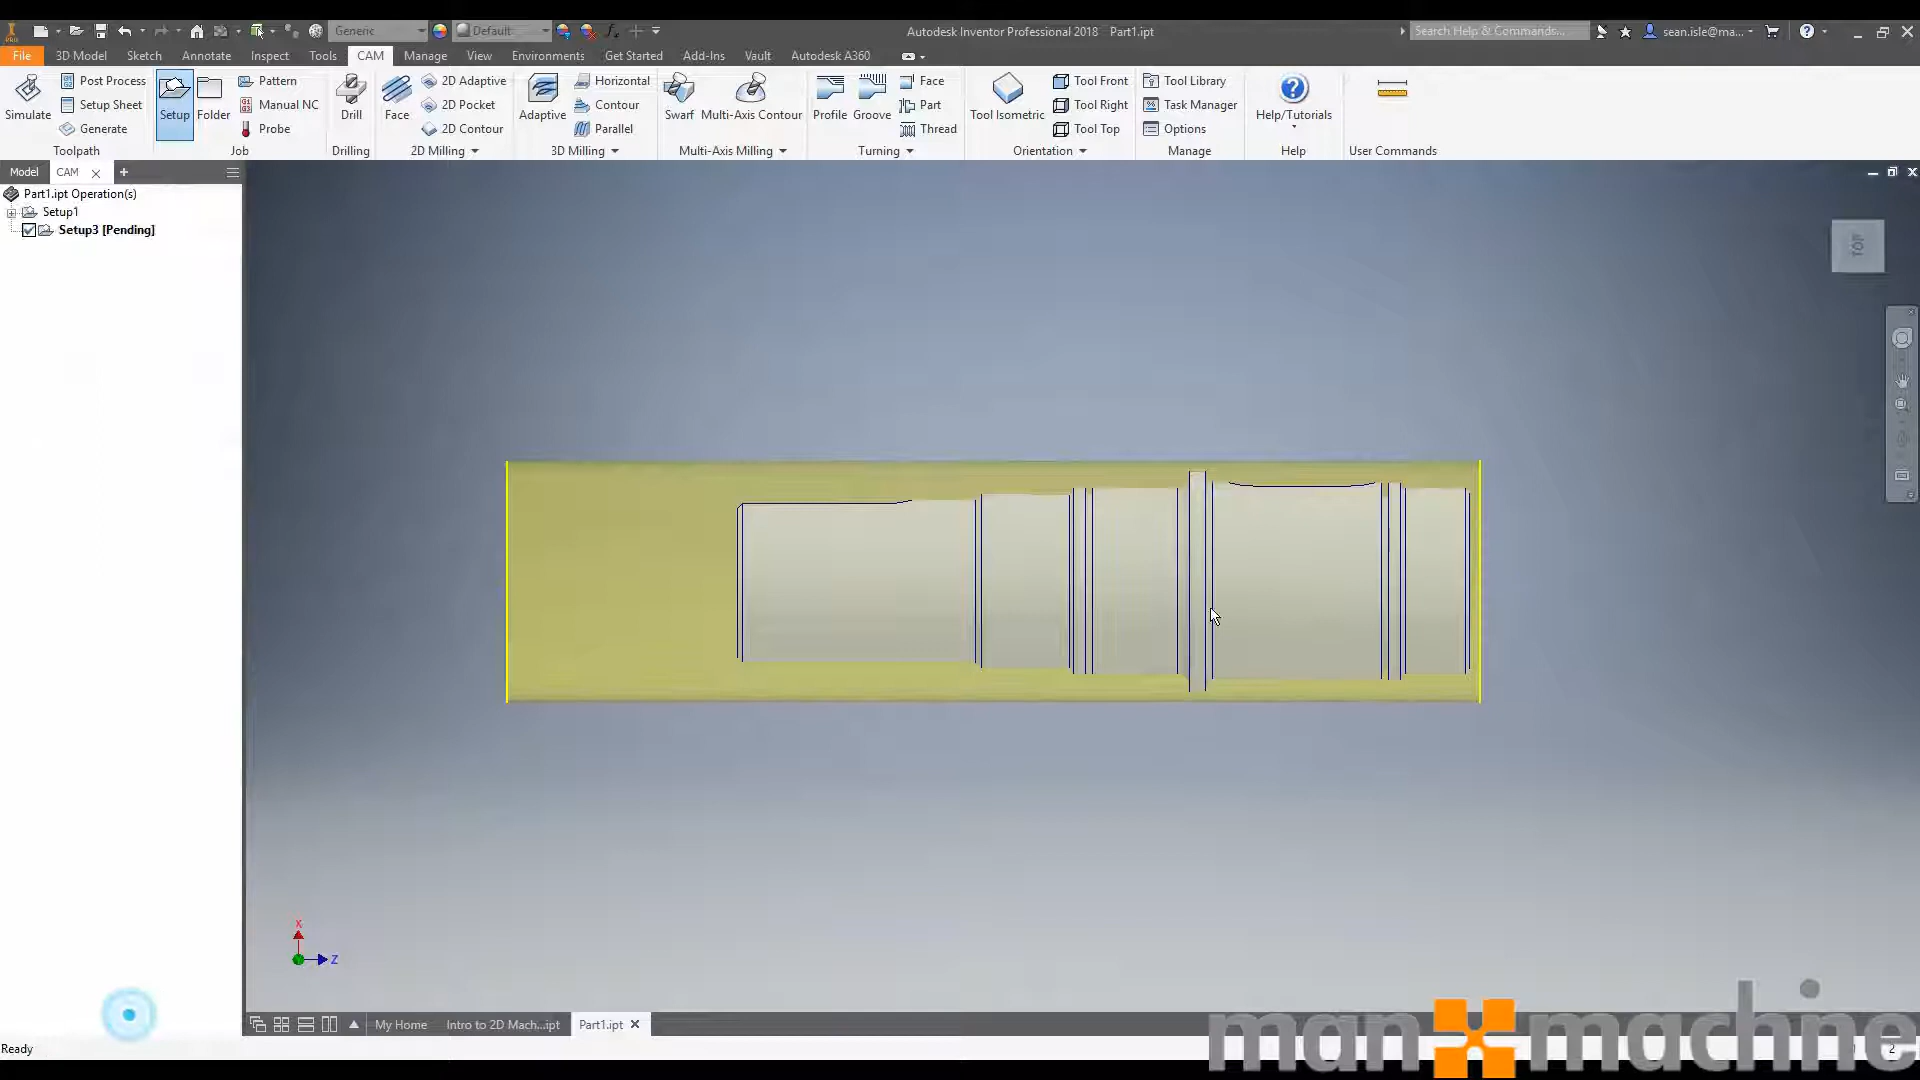 Generic
Default
Autodesk Inventor Professional 2018 Part1.ipt
Search Help & Commands...
sean.isle@ma...
File 3D Model Sketch Annotate Inspect Tools CAM Manage View Environments Get Started Add-Ins Vault Autodesk A360
Simulate
Post Process
Setup Sheet
Generate
Toolpath
Setup
Folder
Pattern
Manual NC
Probe
Job
Drill
Drilling
Face
2D Adaptive
2D Pocket
2D Contour
2D Milling
Adaptive
Horizontal
Contour
Parallel
3D Milling
Swarf
Multi-Axis Contour
Multi-Axis Milling
Profile
Groove
Face
Part
Thread
Turning
Tool Isometric
Tool Front
Tool Right
Tool Top
Orientation
Tool Library
Task Manager
Options
Manage
Help/Tutorials
Help
User Commands
Model CAM
Part1.ipt Operation(s)
Setup1
Setup3 [Pending]
TOP
X
Z
My Home Intro to 2D Mach...ipt Part1.ipt
Ready
man machine
2